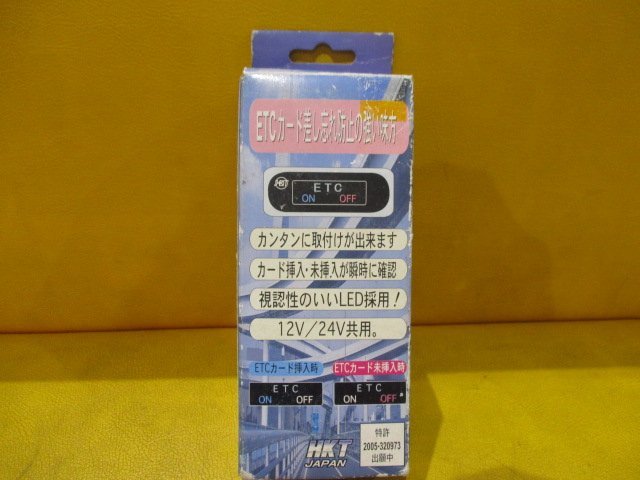 ETCカード差し忘れ防止の強い味方
HKT
ETC
ON OFF
カンタンに取付けが出来ます
カード挿入・未挿入が瞬時に確認
視認性のいいLED採用!
12V/24V共用。
ETCカード挿入時 ETCカード未挿入時
ETC ETC
ON OFF ON OFF
特許
2005-320973
出願中
HKT
JAPAN